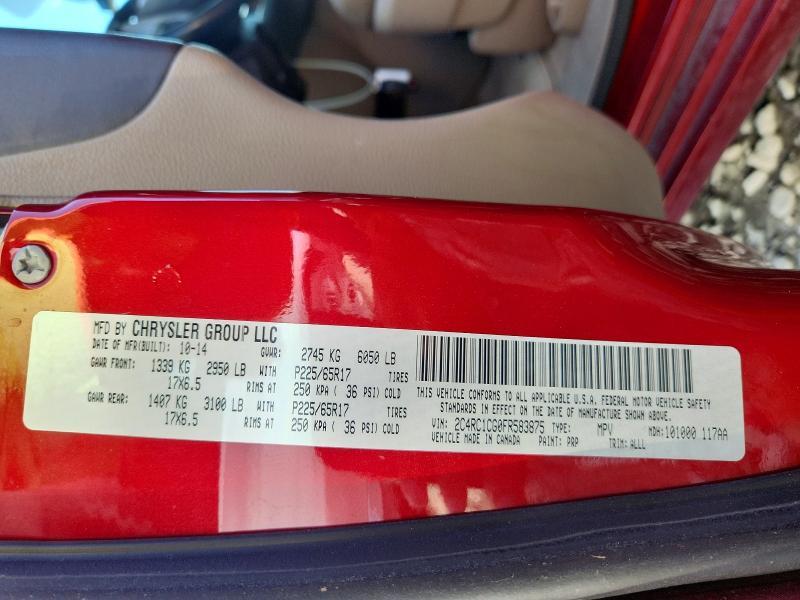 MFD BY CHRYSLER GROUP LLC
DATE OF MFR(BUILT): 10-14 GVWR: 2745 KG 6050 LB
GAWR FRONT: 1339 KG 2950 LB WITH P225/65R17 TIRES
17X6.5 RIMS AT 250 KPA ( 36 PSI) COLD
GAWR REAR: 1407 KG 3100 LB WITH P225/65R17 TIRES
17X6.5 RIMS AT 250 KPA ( 36 PSI) COLD
THIS VEHICLE CONFORMS TO ALL APPLICABLE U.S.A. FEDERAL MOTOR VEHICLE SAFETY
STANDARDS IN EFFECT ON THE DATE OF MANUFACTURE SHOWN ABOVE.
VIN: 2C4RC1CG0FR583875 TYPE: MPV MDH:101000 117AA
VEHICLE MADE IN CANADA PAINT: PRP TRIM: ALLL